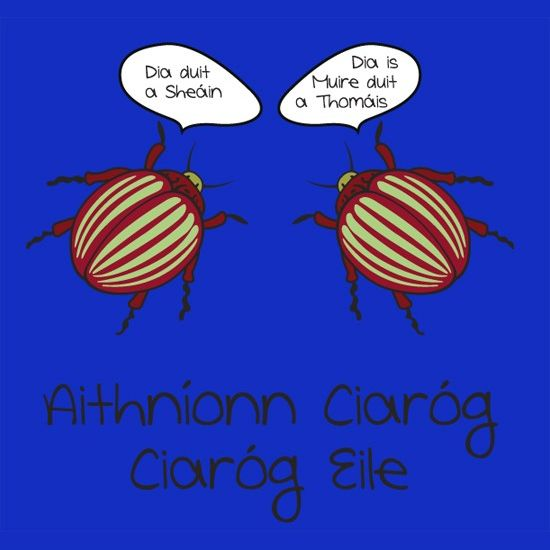 Dia duit
a Sheáin
Dia is
Muire duit
a Thomáis
Aithníonn Ciaróg
Ciaróg Eile